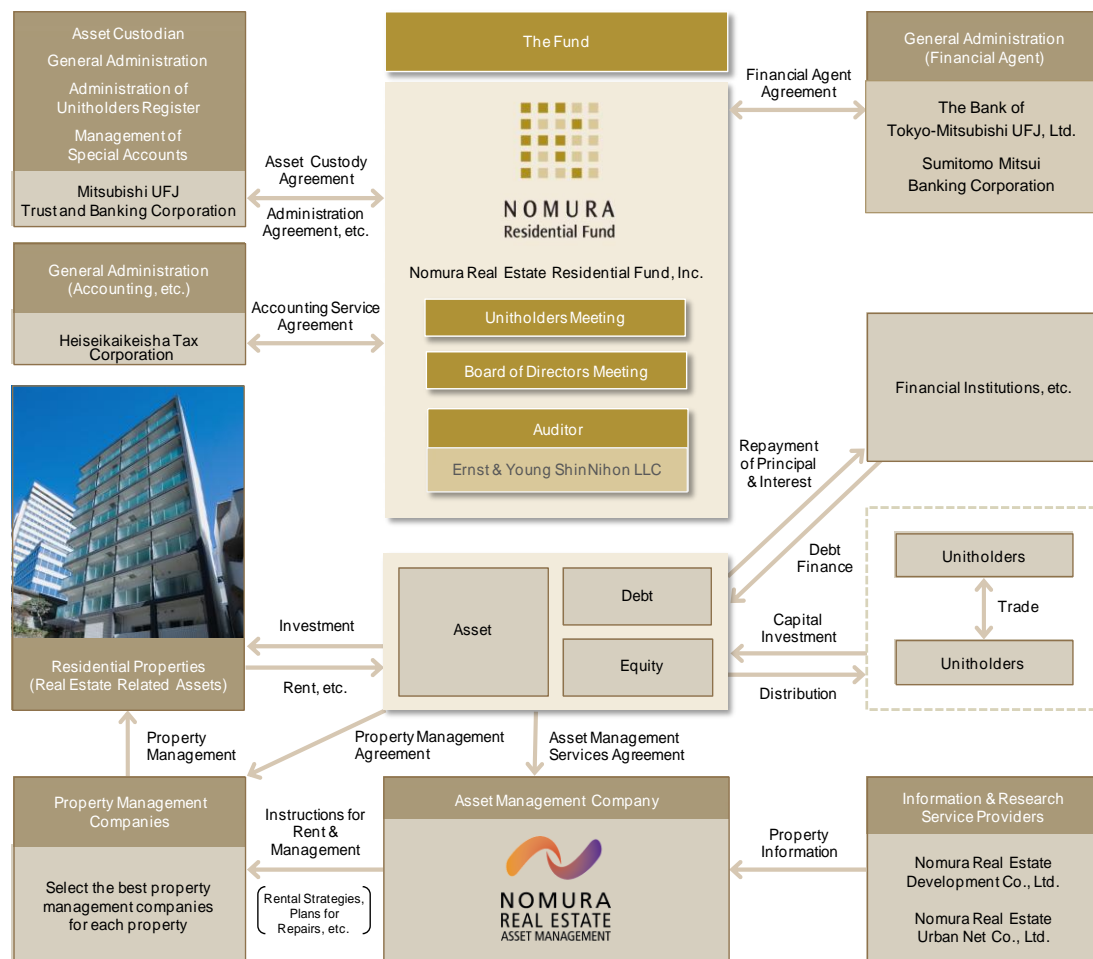 Asset Custodian
General Administration
Administration of
Unitholders Register
Management of
Special Accounts
Mitsubishi UFJ
Trust and Banking Corporation
Asset Custody
Agreement
Administration
Agreement, etc.
General Administration
(Accounting, etc.)
Heiseikaikeisha Tax
Corporation
Accounting Service
Agreement
The Fund
NOMURA
Residential Fund
Nomura Real Estate Residential Fund, Inc.
Unitholders Meeting
Board of Directors Meeting
Auditor
Ernst & Young ShinNihon LLC
Financial Agent
Agreement
General Administration
(Financial Agent)
The Bank of
Tokyo-Mitsubishi UFJ, Ltd.
Sumitomo Mitsui
Banking Corporation
Financial Institutions, etc.
Repayment
of Principal
& Interest
Debt
Finance
Unitholders
Trade
Unitholders
Capital
Investment
Distribution
Asset
Debt
Equity
Investment
Rent, etc.
Residential Properties
(Real Estate Related Assets)
Property
Management
Property Management
Agreement
Asset Management
Services Agreement
Property Management
Companies
Select the best property
management companies
for each property
Instructions for
Rent &
Management
Rental Strategies,
Plans for
Repairs, etc.
Asset Management Company
NOMURA
REAL ESTATE
ASSET MANAGEMENT
Property
Information
Information & Research
Service Providers
Nomura Real Estate
Development Co., Ltd.
Nomura Real Estate
Urban Net Co., Ltd.